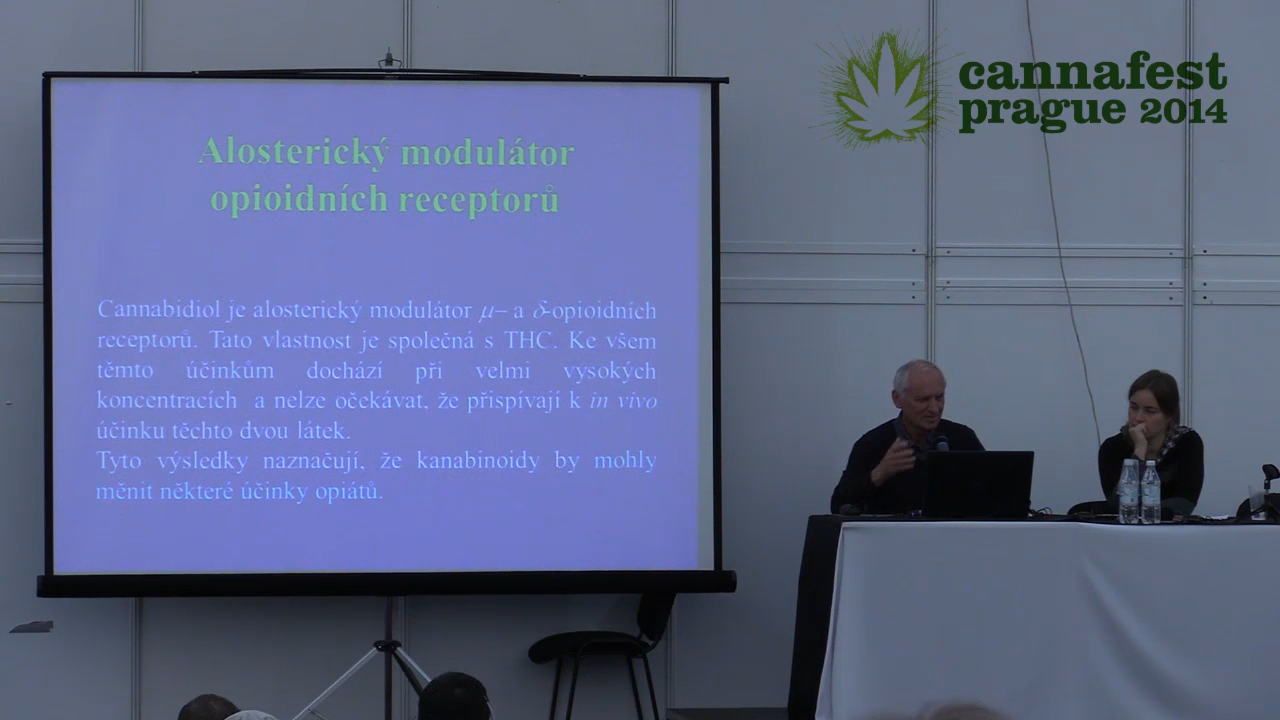 cannafest
prague 2014
Alosterický modulátor
opioidních receptorů
Cannabidiol je alosterický modulátor μ– a δ-opioidních
receptorů. Tato vlastnost je společná s THC. Ke všem
těmto účinkům dochází při velmi vysokých
koncentracích a nelze očekávat, že přispívají k in vivo
účinku těchto dvou látek.
Tyto výsledky naznačují, že kanabinoidy by mohly
měnit některé účinky opiátů.